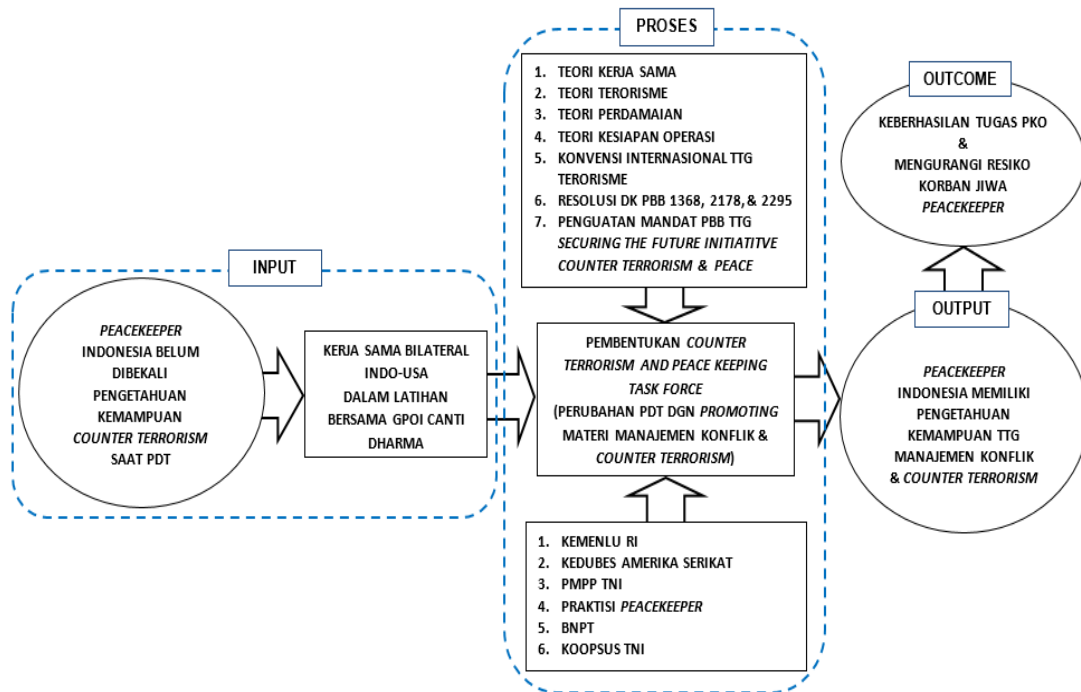 INPUT
PEACEKEEPER
INDONESIA BELUM
DIBEKALI
PENGETAHUAN
KEMAMPUAN
COUNTER TERRORISM
SAAT PDT
KERJA SAMA BILATERAL
INDO-USA
DALAM LATIHAN
BERSAMA GPOI CANTI
DHARMA
PROSES
1. TEORI KERJA SAMA
2. TEORI TERORISME
3. TEORI PERDAMAIAN
4. TEORI KESIAPAN OPERASI
5. KONVENSI INTERNASIONAL TTG
TERORISME
6. RESOLUSI DK PBB 1368, 2178, & 2295
7. PENGUATAN MANDAT PBB TTG
SECURING THE FUTURE INITIATITVE
COUNTER TERRORISM & PEACE
PEMBENTUKAN COUNTER
TERRORISM AND PEACE KEEPING
TASK FORCE
(PERUBAHAN PDT DGN PROMOTING
MATERI MANAJEMEN KONFLIK &
COUNTER TERRORISM)
1. KEMENLU RI
2. KEDUBES AMERIKA SERIKAT
3. PMPP TNI
4. PRAKTISI PEACEKEEPER
5. BNPT
6. KOOPSUS TNI
OUTPUT
PEACEKEEPER
INDONESIA MEMILIKI
PENGETAHUAN
KEMAMPUAN TTG
MANAJEMEN KONFLIK
& COUNTER TERRORISM
OUTCOME
KEBERHASILAN TUGAS PKO
&
MENGURANGI RESIKO
KORBAN JIWA
PEACEKEEPER